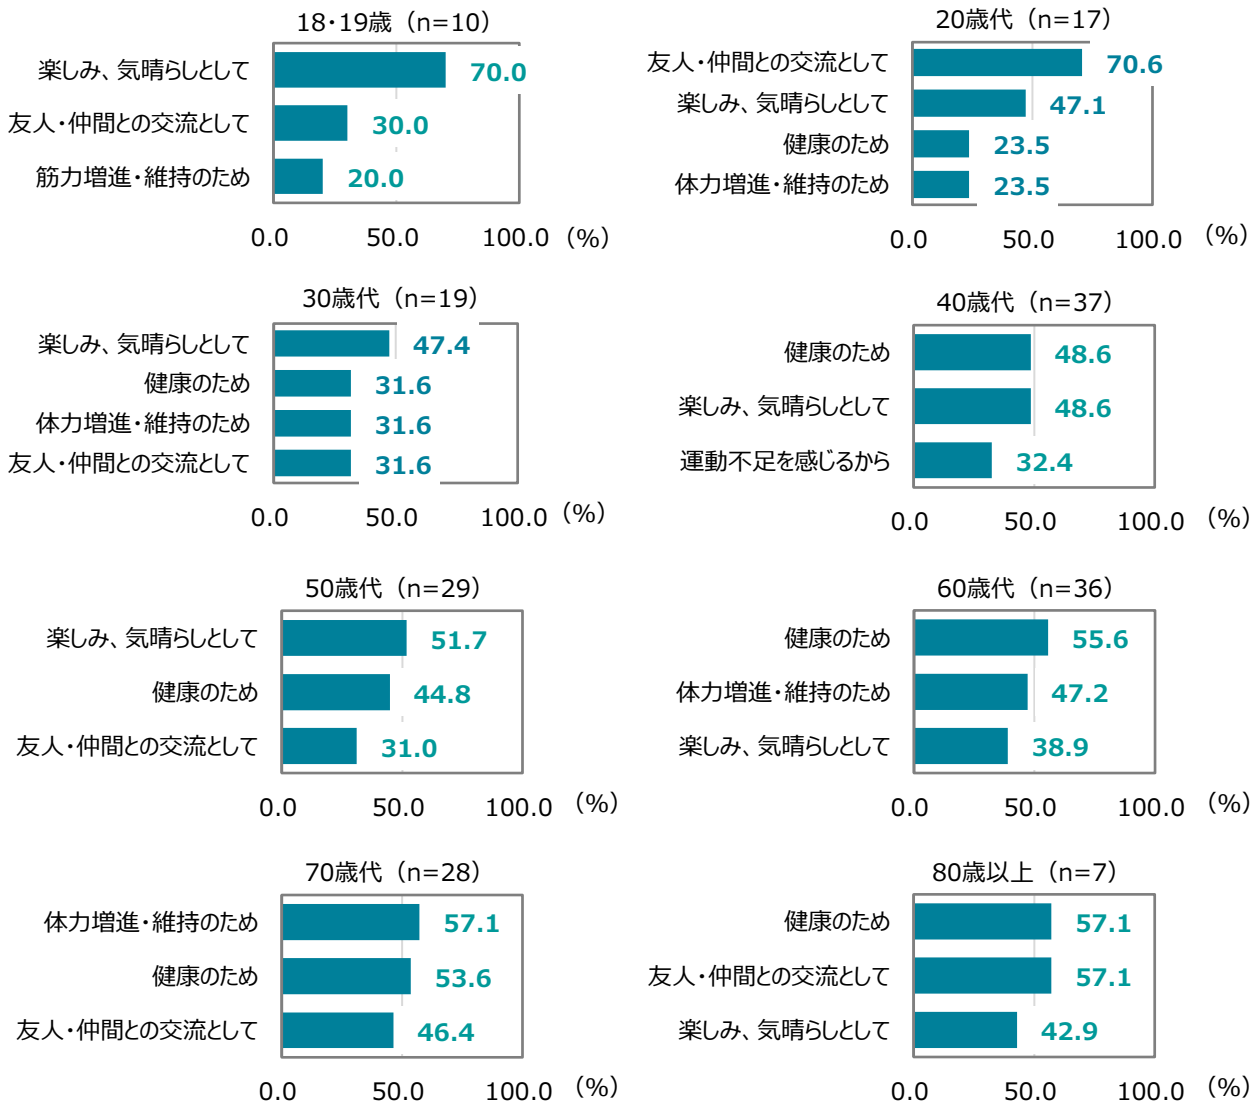 18・19歳（n=10）
楽しみ、気晴らしとして 70.0
友人・仲間との交流として 30.0
筋力増進・維持のため 20.0
0.0 50.0 100.0 （%）
20歳代（n=17）
友人・仲間との交流として 70.6
楽しみ、気晴らしとして 47.1
健康のため 23.5
体力増進・維持のため 23.5
0.0 50.0 100.0 （%）
30歳代（n=19）
楽しみ、気晴らしとして 47.4
健康のため 31.6
体力増進・維持のため 31.6
友人・仲間との交流として 31.6
0.0 50.0 100.0 （%）
40歳代（n=37）
健康のため 48.6
楽しみ、気晴らしとして 48.6
運動不足を感じるから 32.4
0.0 50.0 100.0 （%）
50歳代（n=29）
楽しみ、気晴らしとして 51.7
健康のため 44.8
友人・仲間との交流として 31.0
0.0 50.0 100.0 （%）
60歳代（n=36）
健康のため 55.6
体力増進・維持のため 47.2
楽しみ、気晴らしとして 38.9
0.0 50.0 100.0 （%）
70歳代（n=28）
体力増進・維持のため 57.1
健康のため 53.6
友人・仲間との交流として 46.4
0.0 50.0 100.0 （%）
80歳以上（n=7）
健康のため 57.1
友人・仲間との交流として 57.1
楽しみ、気晴らしとして 42.9
0.0 50.0 100.0 （%）